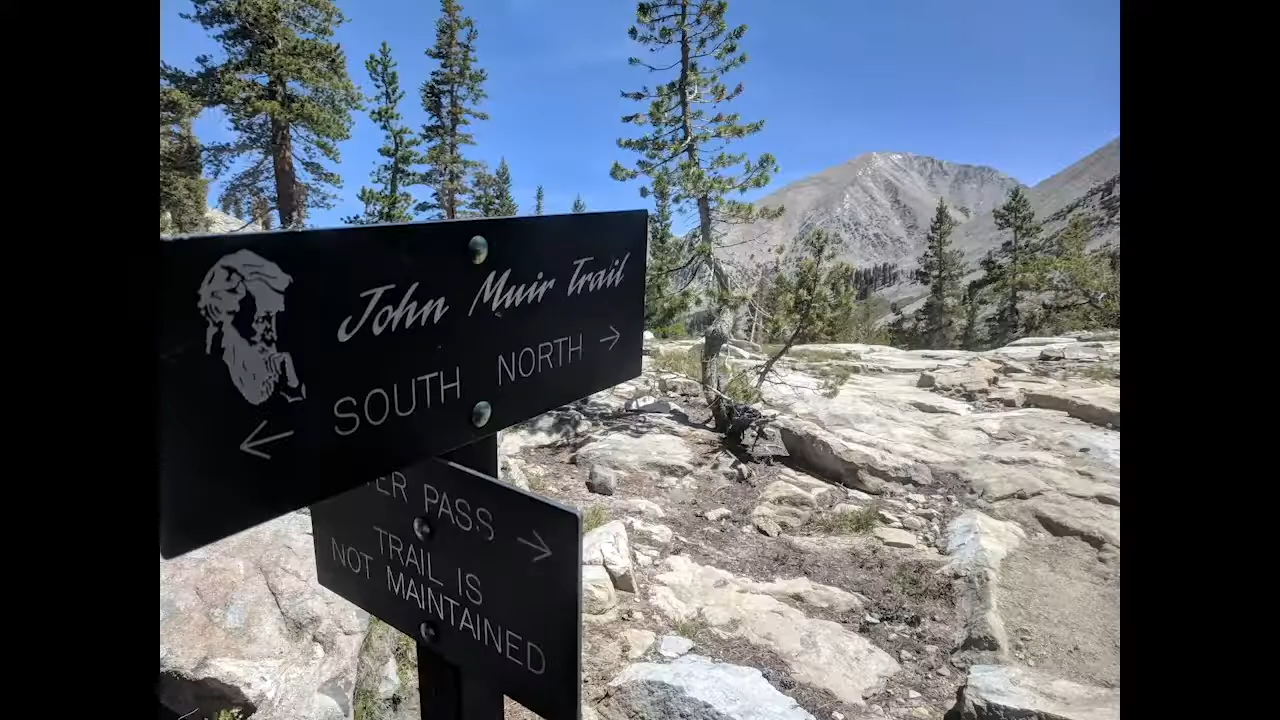 John Muir Trail
SOUTH NORTH →
←
PASS →
TRAIL IS
NOT MAINTAINED